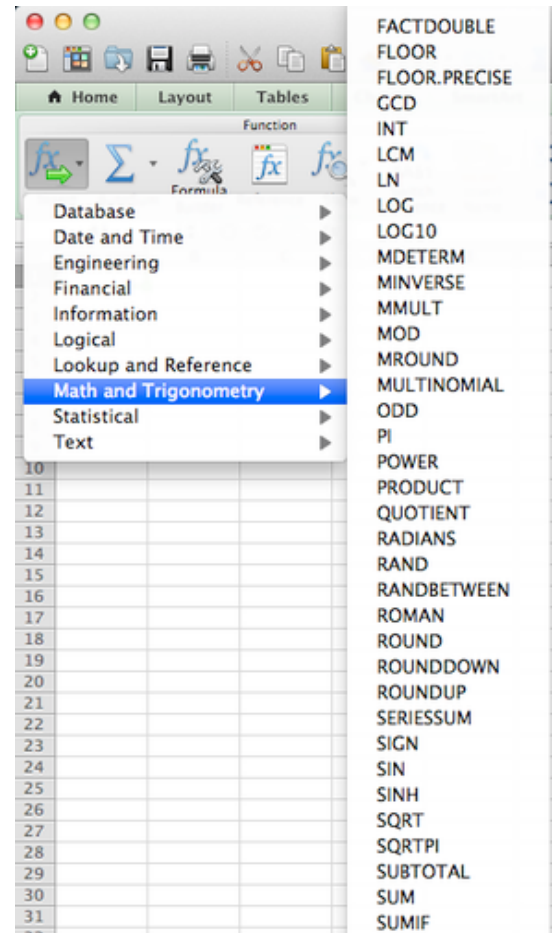 Home Layout Tables
Function
fx Σ fx fx fx
Formula
Database
Date and Time
Engineering
Financial
Information
Logical
Lookup and Reference
Math and Trigonometry
Statistical
Text
10
11
12
13
14
15
16
17
18
19
20
21
22
23
24
25
26
27
28
29
30
31
FACTDOUBLE
FLOOR
FLOOR.PRECISE
GCD
INT
LCM
LN
LOG
LOG10
MDETERM
MINVERSE
MMULT
MOD
MROUND
MULTINOMIAL
ODD
PI
POWER
PRODUCT
QUOTIENT
RADIANS
RAND
RANDBETWEEN
ROMAN
ROUND
ROUNDDOWN
ROUNDUP
SERIESSUM
SIGN
SIN
SINH
SQRT
SQRTPI
SUBTOTAL
SUM
SUMIF